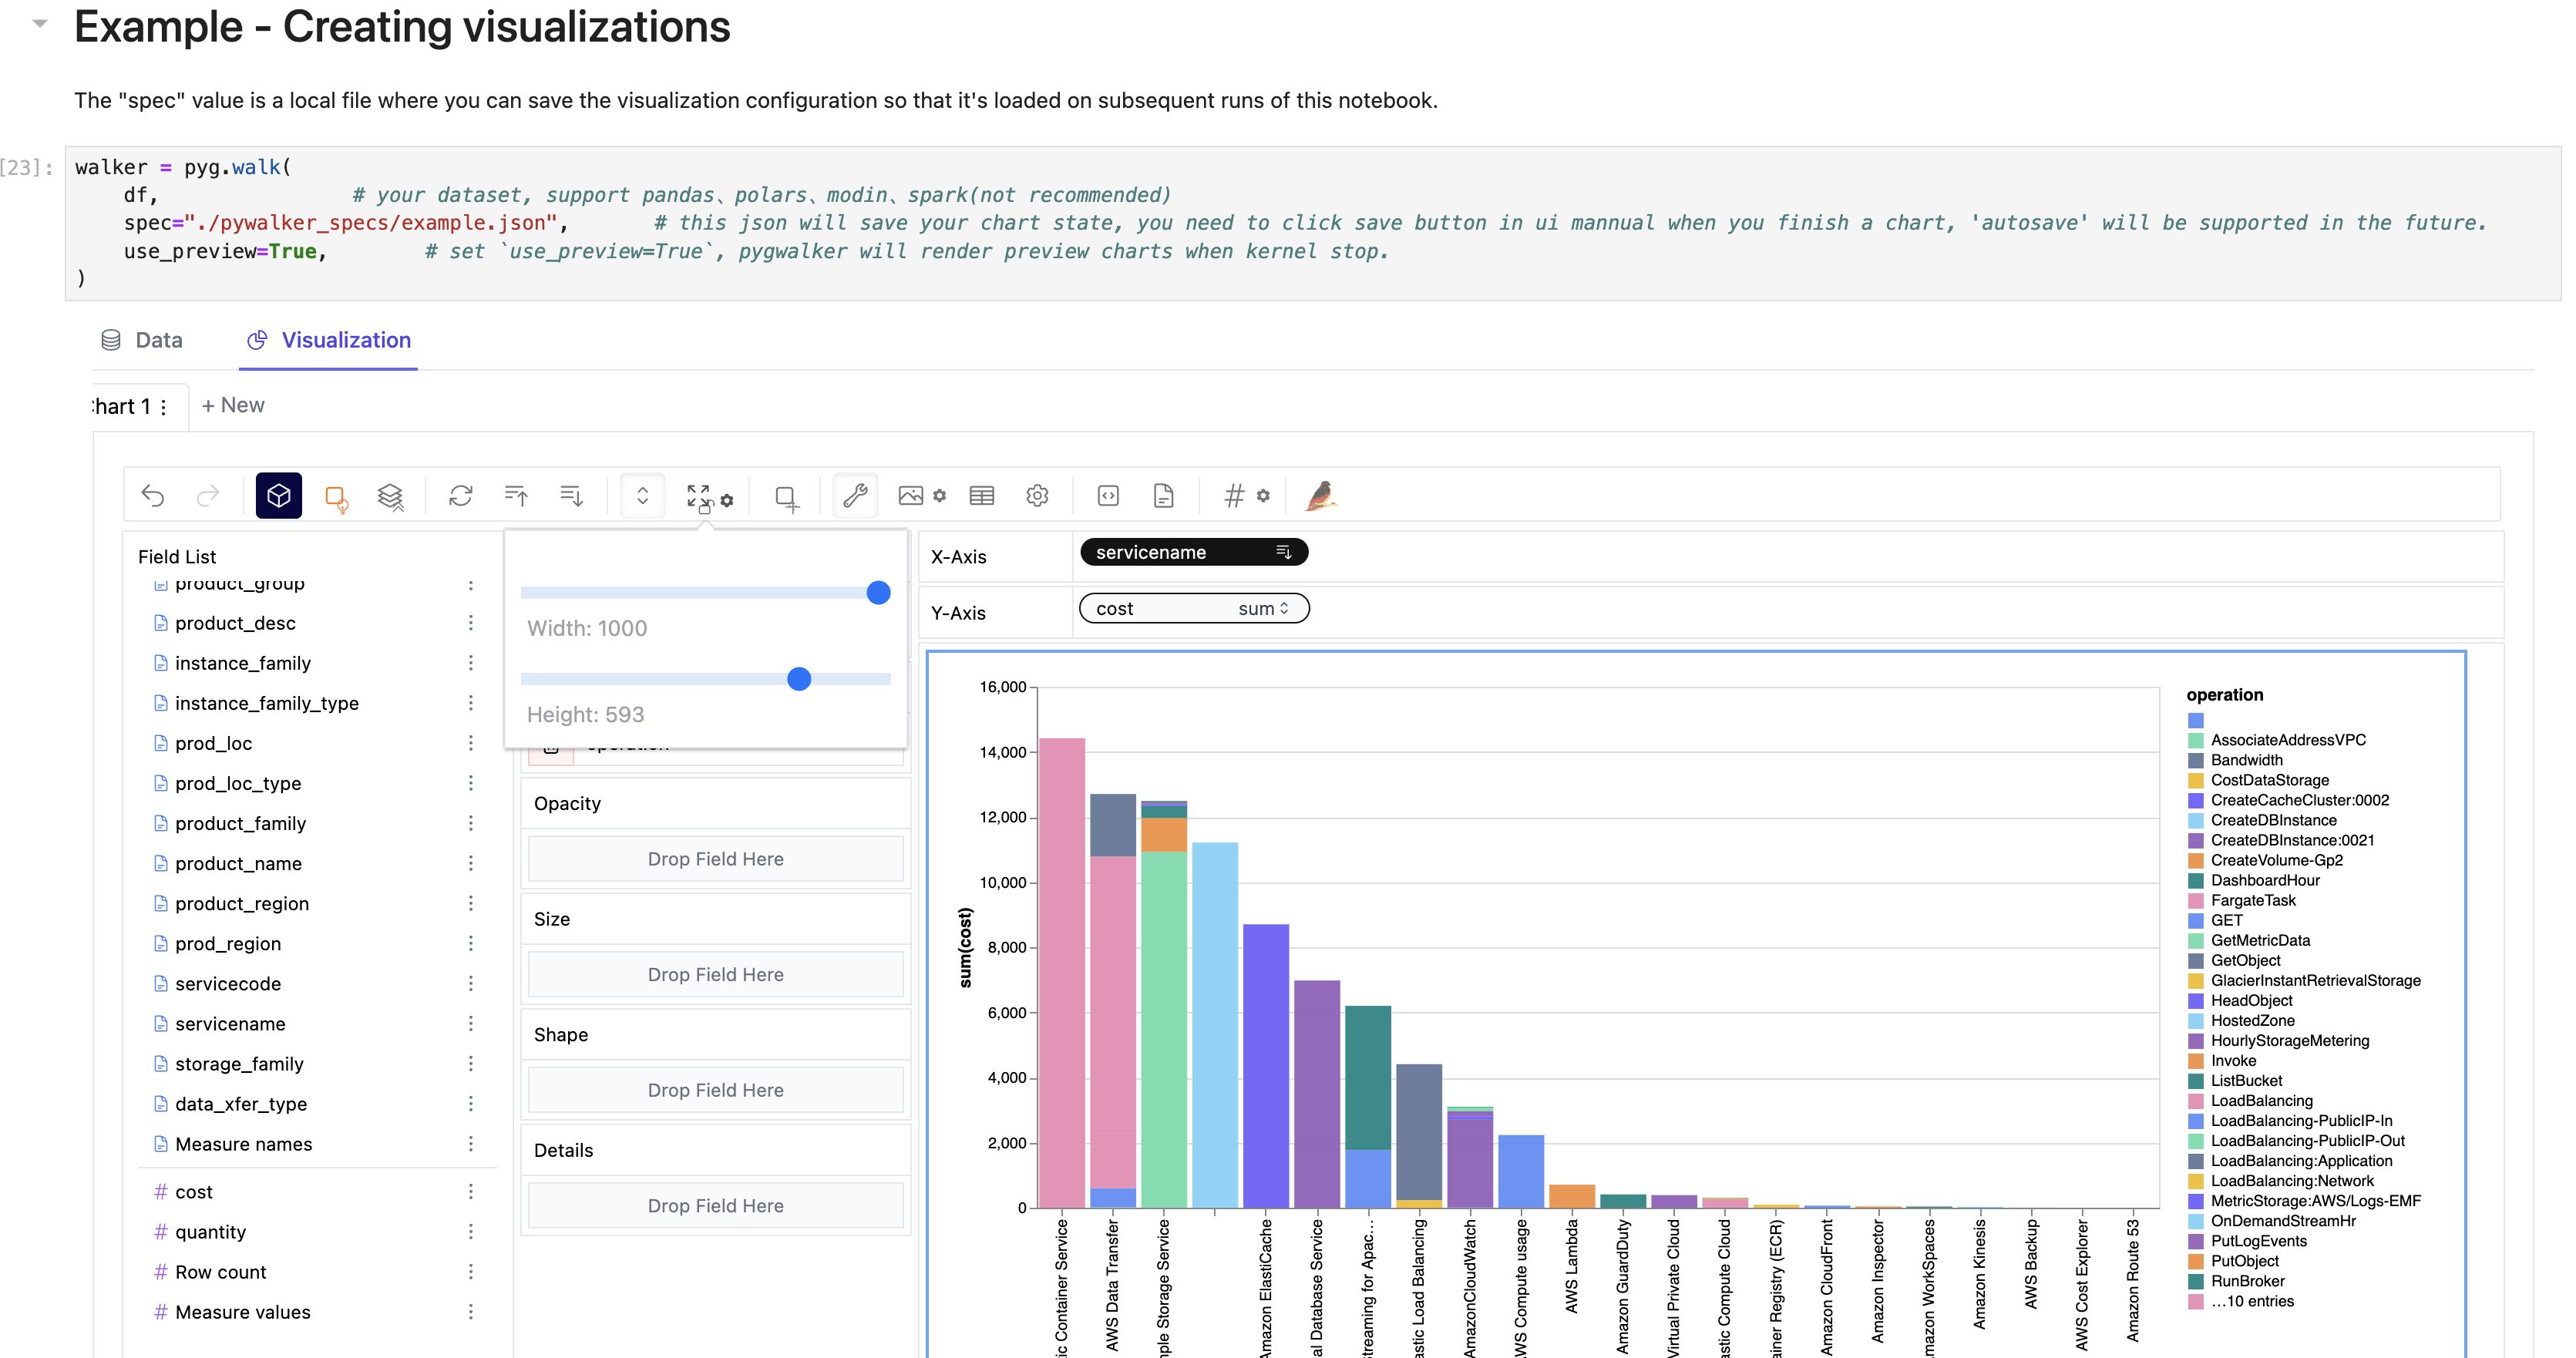 Example - Creating visualizations
The "spec" value is a local file where you can save the visualization configuration so that it's loaded on subsequent runs of this notebook.
[23]:
walker = pyg.walk(
df, # your dataset, support pandas、polars、modin、spark(not recommended)
spec="./pywalker_specs/example.json", # this json will save your chart state, you need to click save button in ui mannual when you finish a chart, 'autosave' will be supported in the future.
use_preview=True, # set `use_preview=True`, pygwalker will render preview charts when kernel stop.
)
Data
Visualization
hart 1
+ New
Field List
product_group
product_desc
instance_family
instance_family_type
prod_loc
prod_loc_type
product_family
product_name
product_region
prod_region
servicecode
servicename
storage_family
data_xfer_type
Measure names
# cost
# quantity
# Row count
# Measure values
Width: 1000
Height: 593
operation
Opacity
Drop Field Here
Size
Drop Field Here
Shape
Drop Field Here
Details
Drop Field Here
X-Axis
servicename
Y-Axis
cost sum
sum(cost)
16,000
14,000
12,000
10,000
8,000
6,000
4,000
2,000
0
ic Container Service
AWS Data Transfer
mple Storage Service
Amazon ElastiCache
al Database Service
Streaming for Apac...
astic Load Balancing
AmazonCloudWatch
WS Compute usage
AWS Lambda
Amazon GuardDuty
Virtual Private Cloud
astic Compute Cloud
ainer Registry (ECR)
Amazon CloudFront
Amazon Inspector
mazon WorkSpaces
Amazon Kinesis
AWS Backup
AWS Cost Explorer
Amazon Route 53
operation
AssociateAddressVPC
Bandwidth
CostDataStorage
CreateCacheCluster:0002
CreateDBInstance
CreateDBInstance:0021
CreateVolume-Gp2
DashboardHour
FargateTask
GET
GetMetricData
GetObject
GlacierInstantRetrievalStorage
HeadObject
HostedZone
HourlyStorageMetering
Invoke
ListBucket
LoadBalancing
LoadBalancing-PublicIP-In
LoadBalancing-PublicIP-Out
LoadBalancing:Application
LoadBalancing:Network
MetricStorage:AWS/Logs-EMF
OnDemandStreamHr
PutLogEvents
PutObject
RunBroker
...10 entries